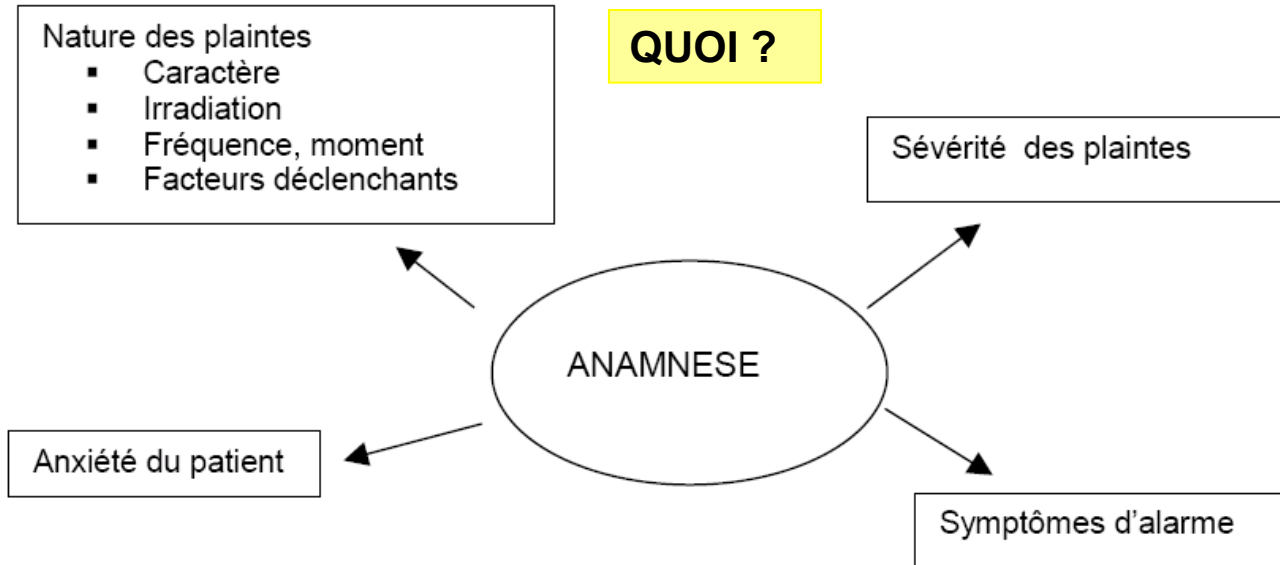 Nature des plaintes
▪ Caractère
▪ Irradiation
▪ Fréquence, moment
▪ Facteurs déclenchants
QUOI ?
Sévérité des plaintes
ANAMNESE
Anxiété du patient
Symptômes d'alarme